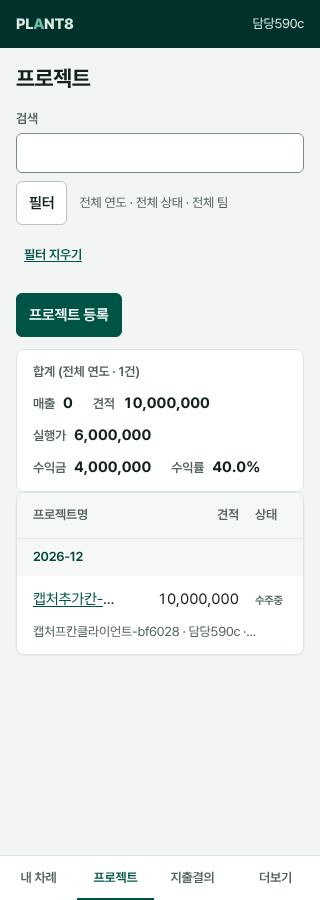 PLANT8 담당590c
프로젝트
검색
필터 전체 연도 · 전체 상태 · 전체 팀
필터 지우기
프로젝트 등록
합계 (전체 연도 · 1건)
매출 0 견적 10,000,000
실행가 6,000,000
수익금 4,000,000 수익률 40.0%
프로젝트명 견적 상태
2026-12
캡처추가칸-... 10,000,000 수주중
캡처프칸클라이언트-bf6028 · 담당590c ·...
내 차례 프로젝트 지출결의 더보기